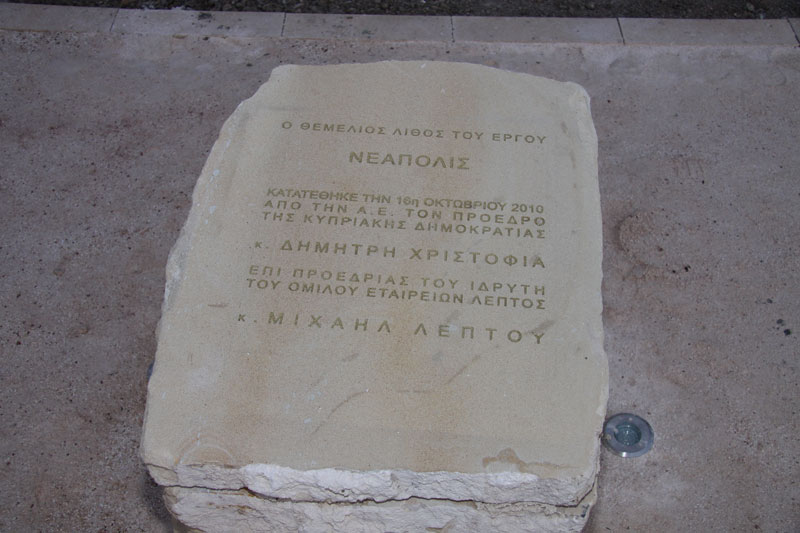 Ο ΘΕΜΕΛΙΟΣ ΛΙΘΟΣ ΤΟΥ ΕΡΓΟΥ
ΝΕΑΠΟΛΙΣ
ΚΑΤΑΤΕΘΗΚΕ ΤΗΝ 16η ΟΚΤΩΒΡΙΟΥ 2010
ΑΠΟ ΤΗΝ Α.Ε. ΤΟΝ ΠΡΟΕΔΡΟ
ΤΗΣ ΚΥΠΡΙΑΚΗΣ ΔΗΜΟΚΡΑΤΙΑΣ
κ. ΔΗΜΗΤΡΗ ΧΡΙΣΤΟΦΙΑ
ΕΠΙ ΠΡΟΕΔΡΙΑΣ ΤΟΥ ΙΔΡΥΤΗ
ΤΟΥ ΟΜΙΛΟΥ ΕΤΑΙΡΕΙΩΝ ΛΕΠΤΟΣ
κ. ΜΙΧΑΗΛ ΛΕΠΤΟΥ